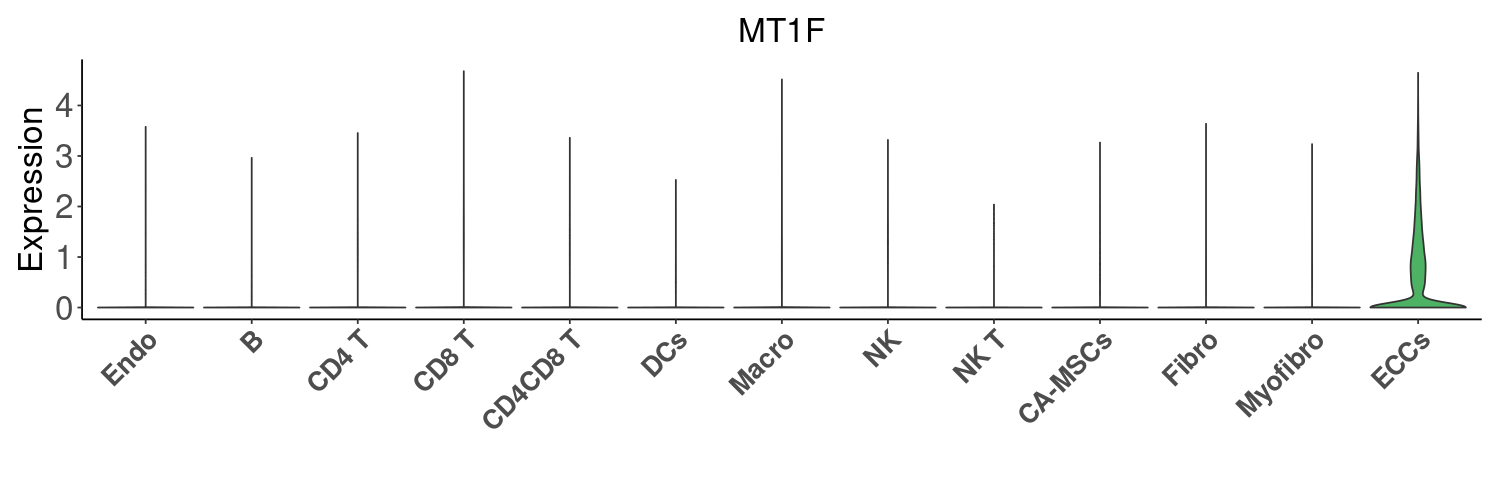 MT1F
Expression
4
3
2
1
0
Endo
B
CD4 T
CD8 T
CD4CD8 T
DCs
Macro
NK
NK T
CA-MSCs
Fibro
Myofibro
ECCs